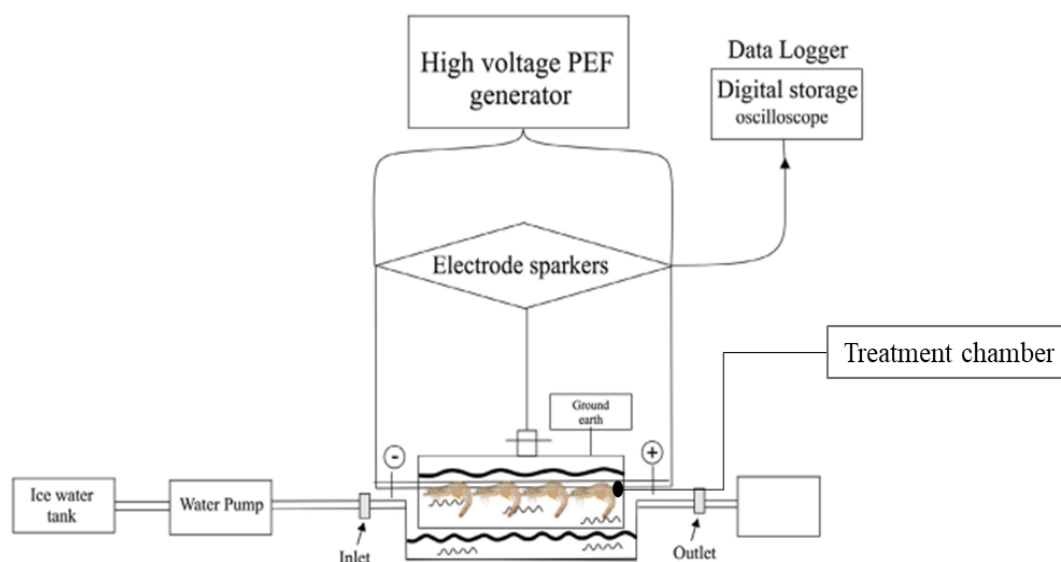 High voltage PEF
generator
Data Logger
Digital storage
oscilloscope
Electrode sparkers
Treatment chamber
Ground
earth
-
+
Ice water
tank
Water Pump
Inlet
Outlet